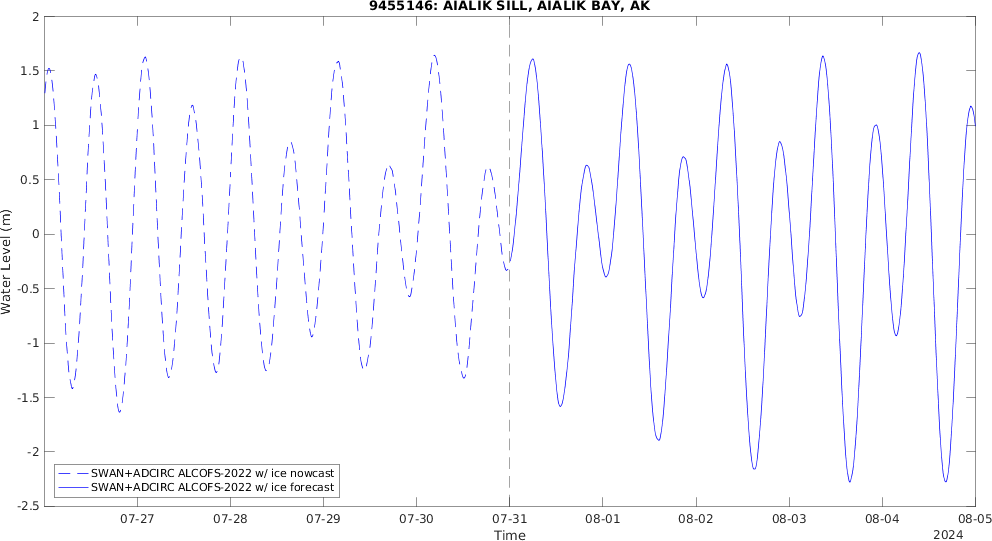 9455146: AIALIK SILL, AIALIK BAY, AK
2
1.5
1
0.5
0
-0.5
-1
-1.5
-2
-2.5
Water Level (m)
SWAN+ADCIRC ALCOFS-2022 w/ ice nowcast
SWAN+ADCIRC ALCOFS-2022 w/ ice forecast
07-27 07-28 07-29 07-30 07-31 08-01 08-02 08-03 08-04 08-05
Time
2024